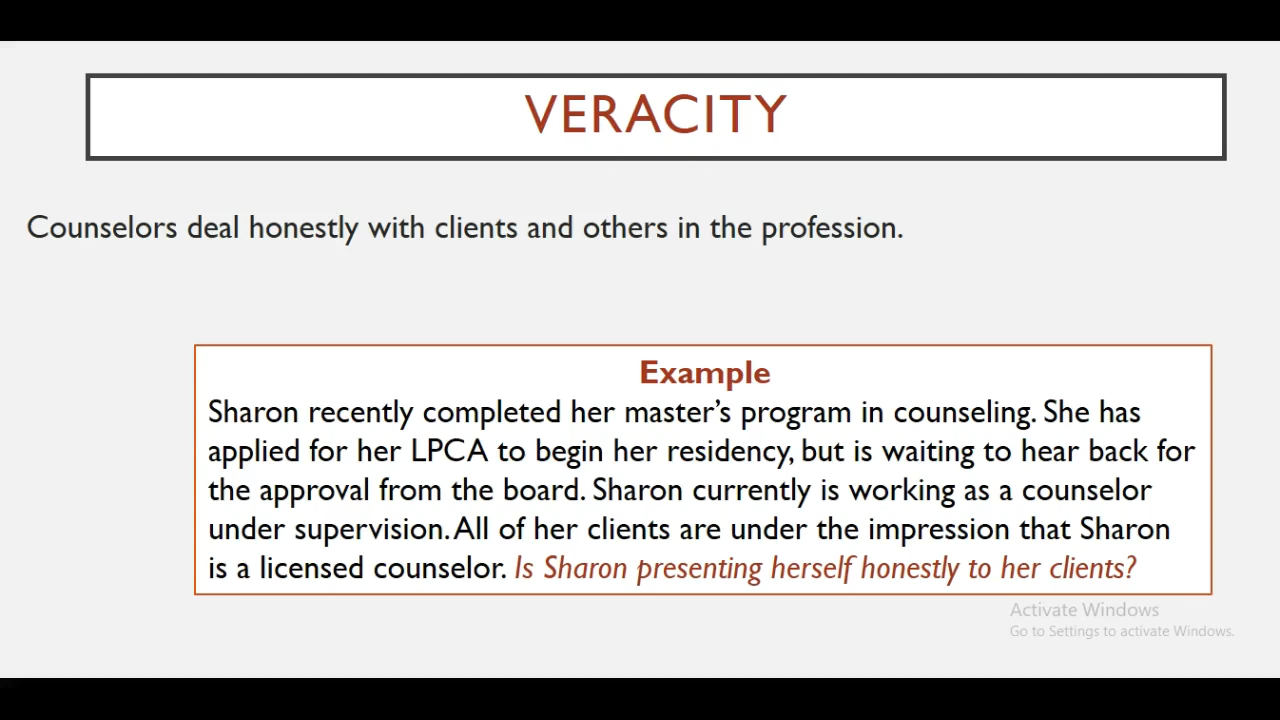 VERACITY
Counselors deal honestly with clients and others in the profession.
Example
Sharon recently completed her master’s program in counseling. She has
applied for her LPCA to begin her residency, but is waiting to hear back for
the approval from the board. Sharon currently is working as a counselor
under supervision. All of her clients are under the impression that Sharon
is a licensed counselor. Is Sharon presenting herself honestly to her clients?
Activate Windows
Go to Settings to activate Windows.